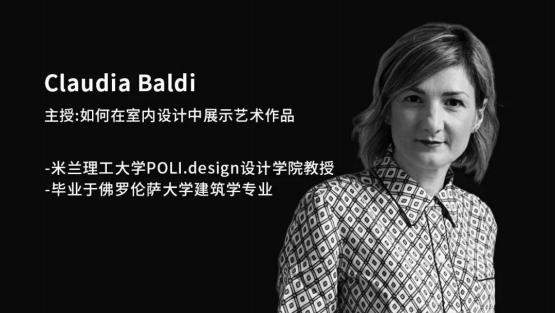 Claudia Baldi
主授:如何在室内设计中展示艺术作品
-米兰理工大学POLI.design设计学院教授
-毕业于佛罗伦萨大学建筑学专业